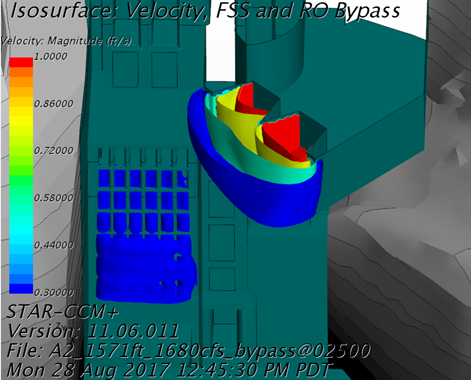 Isosurface: Velocity, FSS and RO Bypass
Velocity: Magnitude (ft/s)
1.0000
0.86000
0.72000
0.58000
0.44000
0.30000
STAR-CCM+
Version: 11.06.011
File: A2_1571ft_1680cfs_bypass@02500
Mon 28 Aug 2017 12:45:30 PM PDT